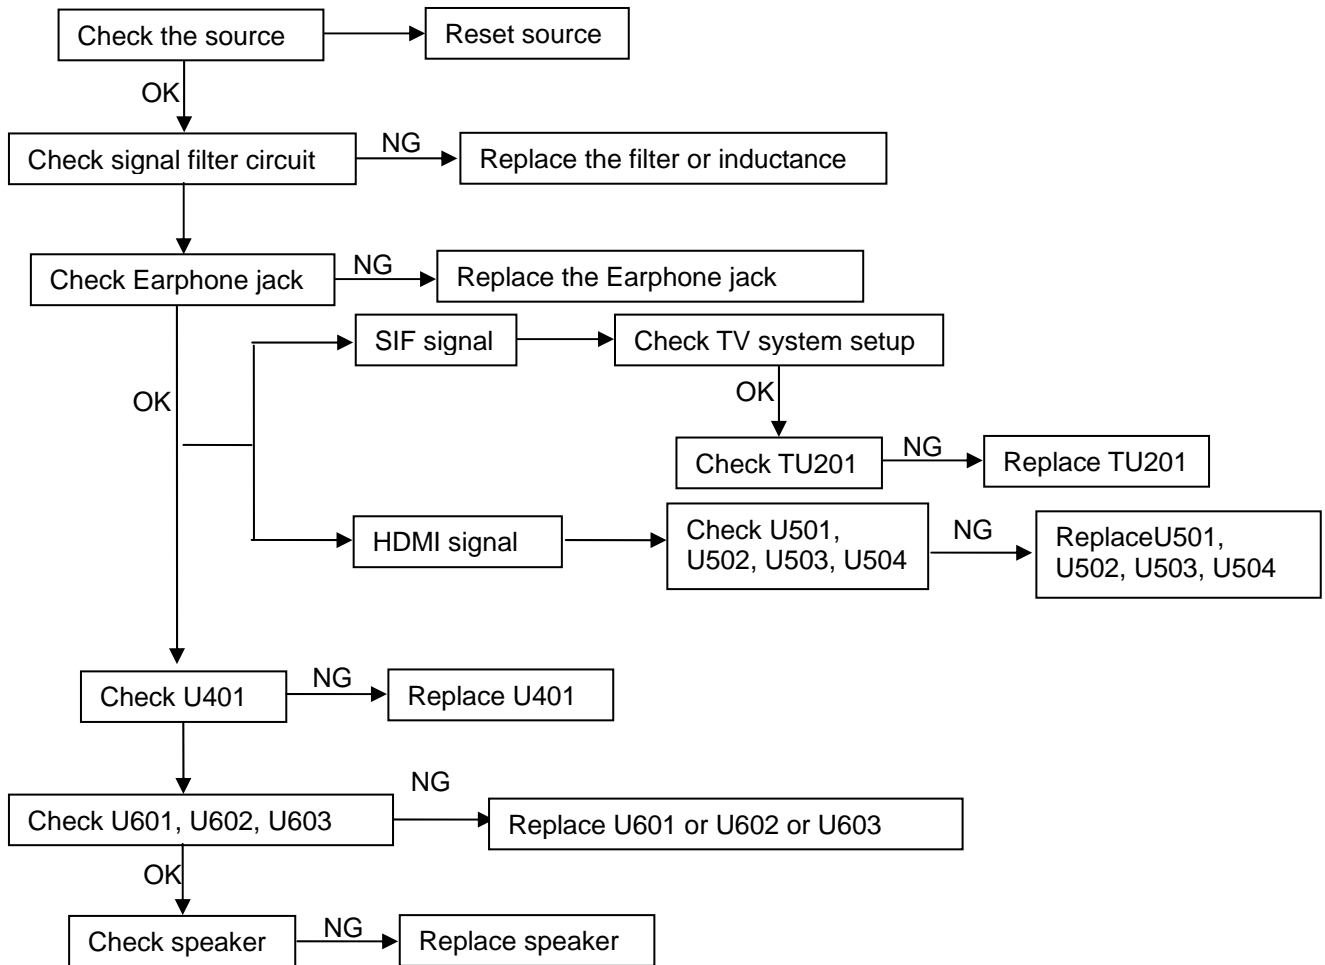 Check the source
Reset source
OK
Check signal filter circuit
NG
Replace the filter or inductance
Check Earphone jack
NG
Replace the Earphone jack
SIF signal
Check TV system setup
OK
OK
Check TU201
NG
Replace TU201
HDMI signal
Check U501,
U502, U503, U504
NG
ReplaceU501,
U502, U503, U504
Check U401
NG
Replace U401
Check U601, U602, U603
NG
Replace U601 or U602 or U603
OK
Check speaker
NG
Replace speaker